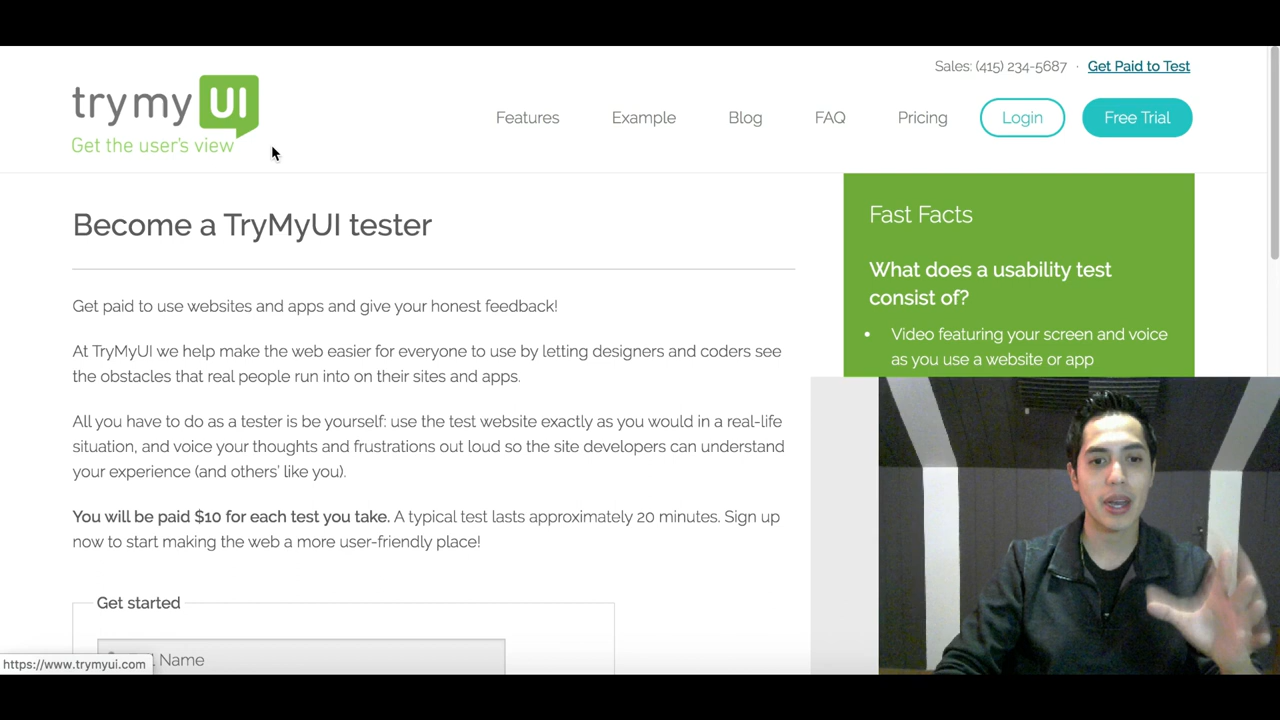 Sales: (415) 234-5687 · Get Paid to Test
trymyUI
Get the user's view
Features Example Blog FAQ Pricing Login Free Trial
Become a TryMyUI tester
Get paid to use websites and apps and give your honest feedback!
At TryMyUI we help make the web easier for everyone to use by letting designers and coders see
the obstacles that real people run into on their sites and apps.
All you have to do as a tester is be yourself: use the test website exactly as you would in a real-life
situation, and voice your thoughts and frustrations out loud so the site developers can understand
your experience (and others' like you).
You will be paid $10 for each test you take. A typical test lasts approximately 20 minutes. Sign up
now to start making the web a more user-friendly place!
Get started
Name
https://www.trymyui.com
Fast Facts
What does a usability test
consist of?
• Video featuring your screen and voice
as you use a website or app